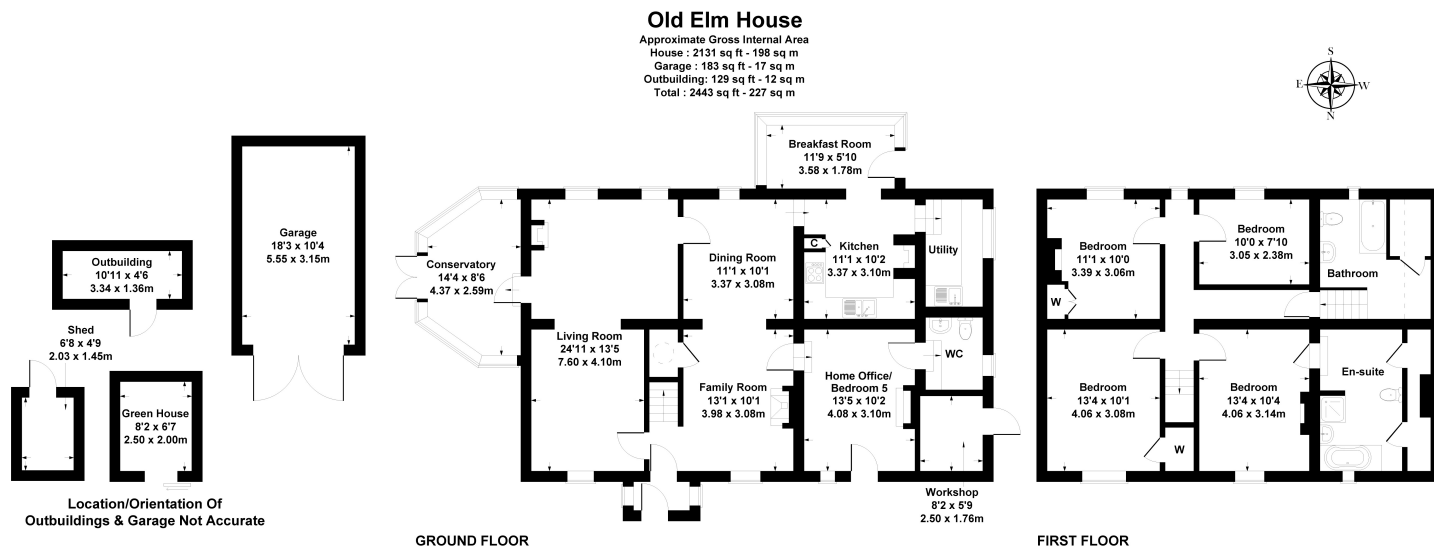 Old Elm House
Approximate Gross Internal Area
House : 2131 sq ft - 198 sq m
Garage : 183 sq ft - 17 sq m
Outbuilding: 129 sq ft - 12 sq m
Total : 2443 sq ft - 227 sq m
S
E
W
N
Garage
18'3 x 10'4
5.55 x 3.15m
Outbuilding
10'11 x 4'6
3.34 x 1.36m
Shed
6'8 x 4'9
2.03 x 1.45m
Green House
8'2 x 6'7
2.50 x 2.00m
Location/Orientation Of
Outbuildings & Garage Not Accurate
Breakfast Room
11'9 x 5'10
3.58 x 1.78m
Conservatory
14'4 x 8'6
4.37 x 2.59m
Dining Room
11'1 x 10'1
3.37 x 3.08m
C
Kitchen
11'1 x 10'2
3.37 x 3.10m
Utility
Living Room
24'11 x 13'5
7.60 x 4.10m
Family Room
13'1 x 10'1
3.98 x 3.08m
Home Office/
Bedroom 5
13'5 x 10'2
4.08 x 3.10m
WC
Workshop
8'2 x 5'9
2.50 x 1.76m
GROUND FLOOR
Bedroom
11'1 x 10'0
3.39 x 3.06m
W
Bedroom
10'0 x 7'10
3.05 x 2.38m
Bathroom
Bedroom
13'4 x 10'1
4.06 x 3.08m
W
Bedroom
13'4 x 10'4
4.06 x 3.14m
En-suite
FIRST FLOOR